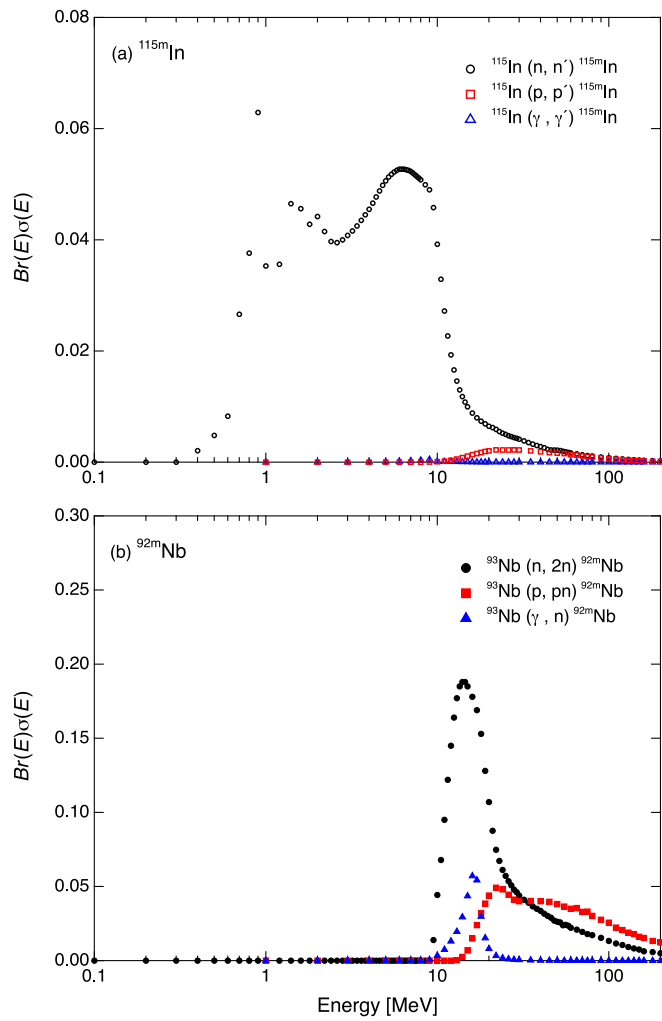 0.08
(a) ¹¹⁵ᵐIn
¹¹⁵In (n, n´) ¹¹⁵ᵐIn
¹¹⁵In (p, p´) ¹¹⁵ᵐIn
¹¹⁵In (γ , γ´) ¹¹⁵ᵐIn
0.06
Br(E)σ(E)
0.04
0.02
0.00
0.1 1 10 100
0.30
(b) ⁹²ᵐNb
⁹³Nb (n, 2n) ⁹²ᵐNb
⁹³Nb (p, pn) ⁹²ᵐNb
⁹³Nb (γ , n) ⁹²ᵐNb
0.25
0.20
Br(E)σ(E)
0.15
0.10
0.05
0.00
0.1 1 10 100
Energy [MeV]